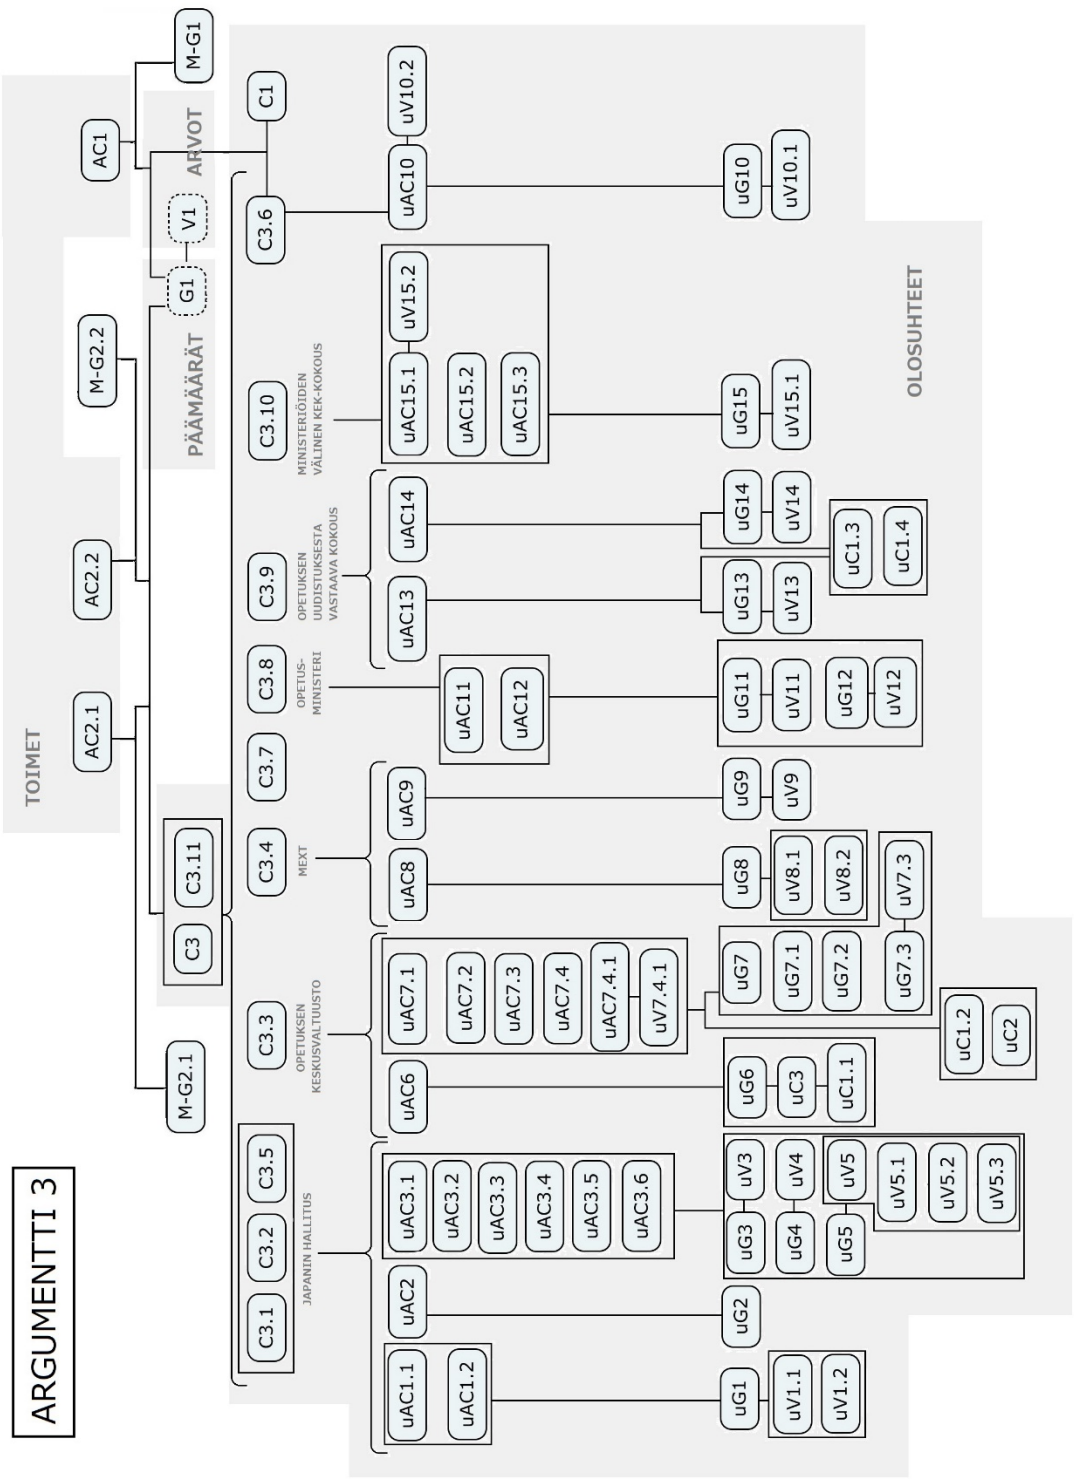 ARGUMENTTI 3
TOIMET
AC2.1
AC2.2
AC1
M-G2.1
M-G2.2
M-G1
PÄÄMÄÄRÄT
ARVOT
G1
V1
C3
C3.11
C3.1
C3.2
C3.5
C3.3
C3.4
C3.7
C3.8
C3.9
C3.10
C3.6
C1
JAPANIN HALLITUS
OPETUKSEN
KESKUSVALTUUSTO
MEXT
OPETUS-
MINISTERI
OPETUKSEN
UUDISTUKSESTA
VASTAAVA KOKOUS
MINISTERIÖIDEN
VÄLINEN KEK-KOKOUS
uAC1.1
uAC1.2
uAC2
uAC3.1
uAC3.2
uAC3.3
uAC3.4
uAC3.5
uAC3.6
uAC6
uAC7.1
uAC7.2
uAC7.3
uAC7.4
uAC7.4.1
uV7.4.1
uAC8
uAC9
uAC11
uAC12
uAC13
uAC14
uAC15.1
uV15.2
uAC15.2
uAC15.3
uAC10
uV10.2
uG1
uV1.1
uV1.2
uG2
uG3
uV3
uG4
uV4
uG5
uV5
uV5.1
uV5.2
uV5.3
uG6
uC3
uC1.1
uG7
uG7.1
uG7.2
uG7.3
uV7.3
uC1.2
uC2
uG8
uV8.1
uV8.2
uG9
uV9
uG11
uV11
uG12
uV12
uG13
uV13
uG14
uV14
uC1.3
uC1.4
uG15
uV15.1
uG10
uV10.1
OLOSUHTEET